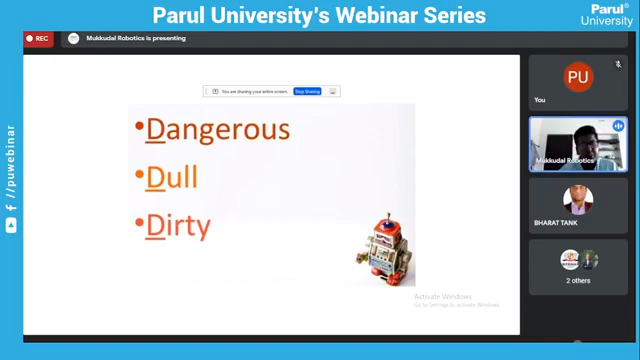 Parul University's Webinar Series
Parul®
University
REC
Mukkudal Robotics is presenting
You are sharing your entire screen.
Stop Sharing
•Dangerous
•Dull
•Dirty
Activate Windows
Go to Settings to activate Windows.
PU
You
Mukkudal Robotics
BHARAT TANK
2 others
f //puwebinar